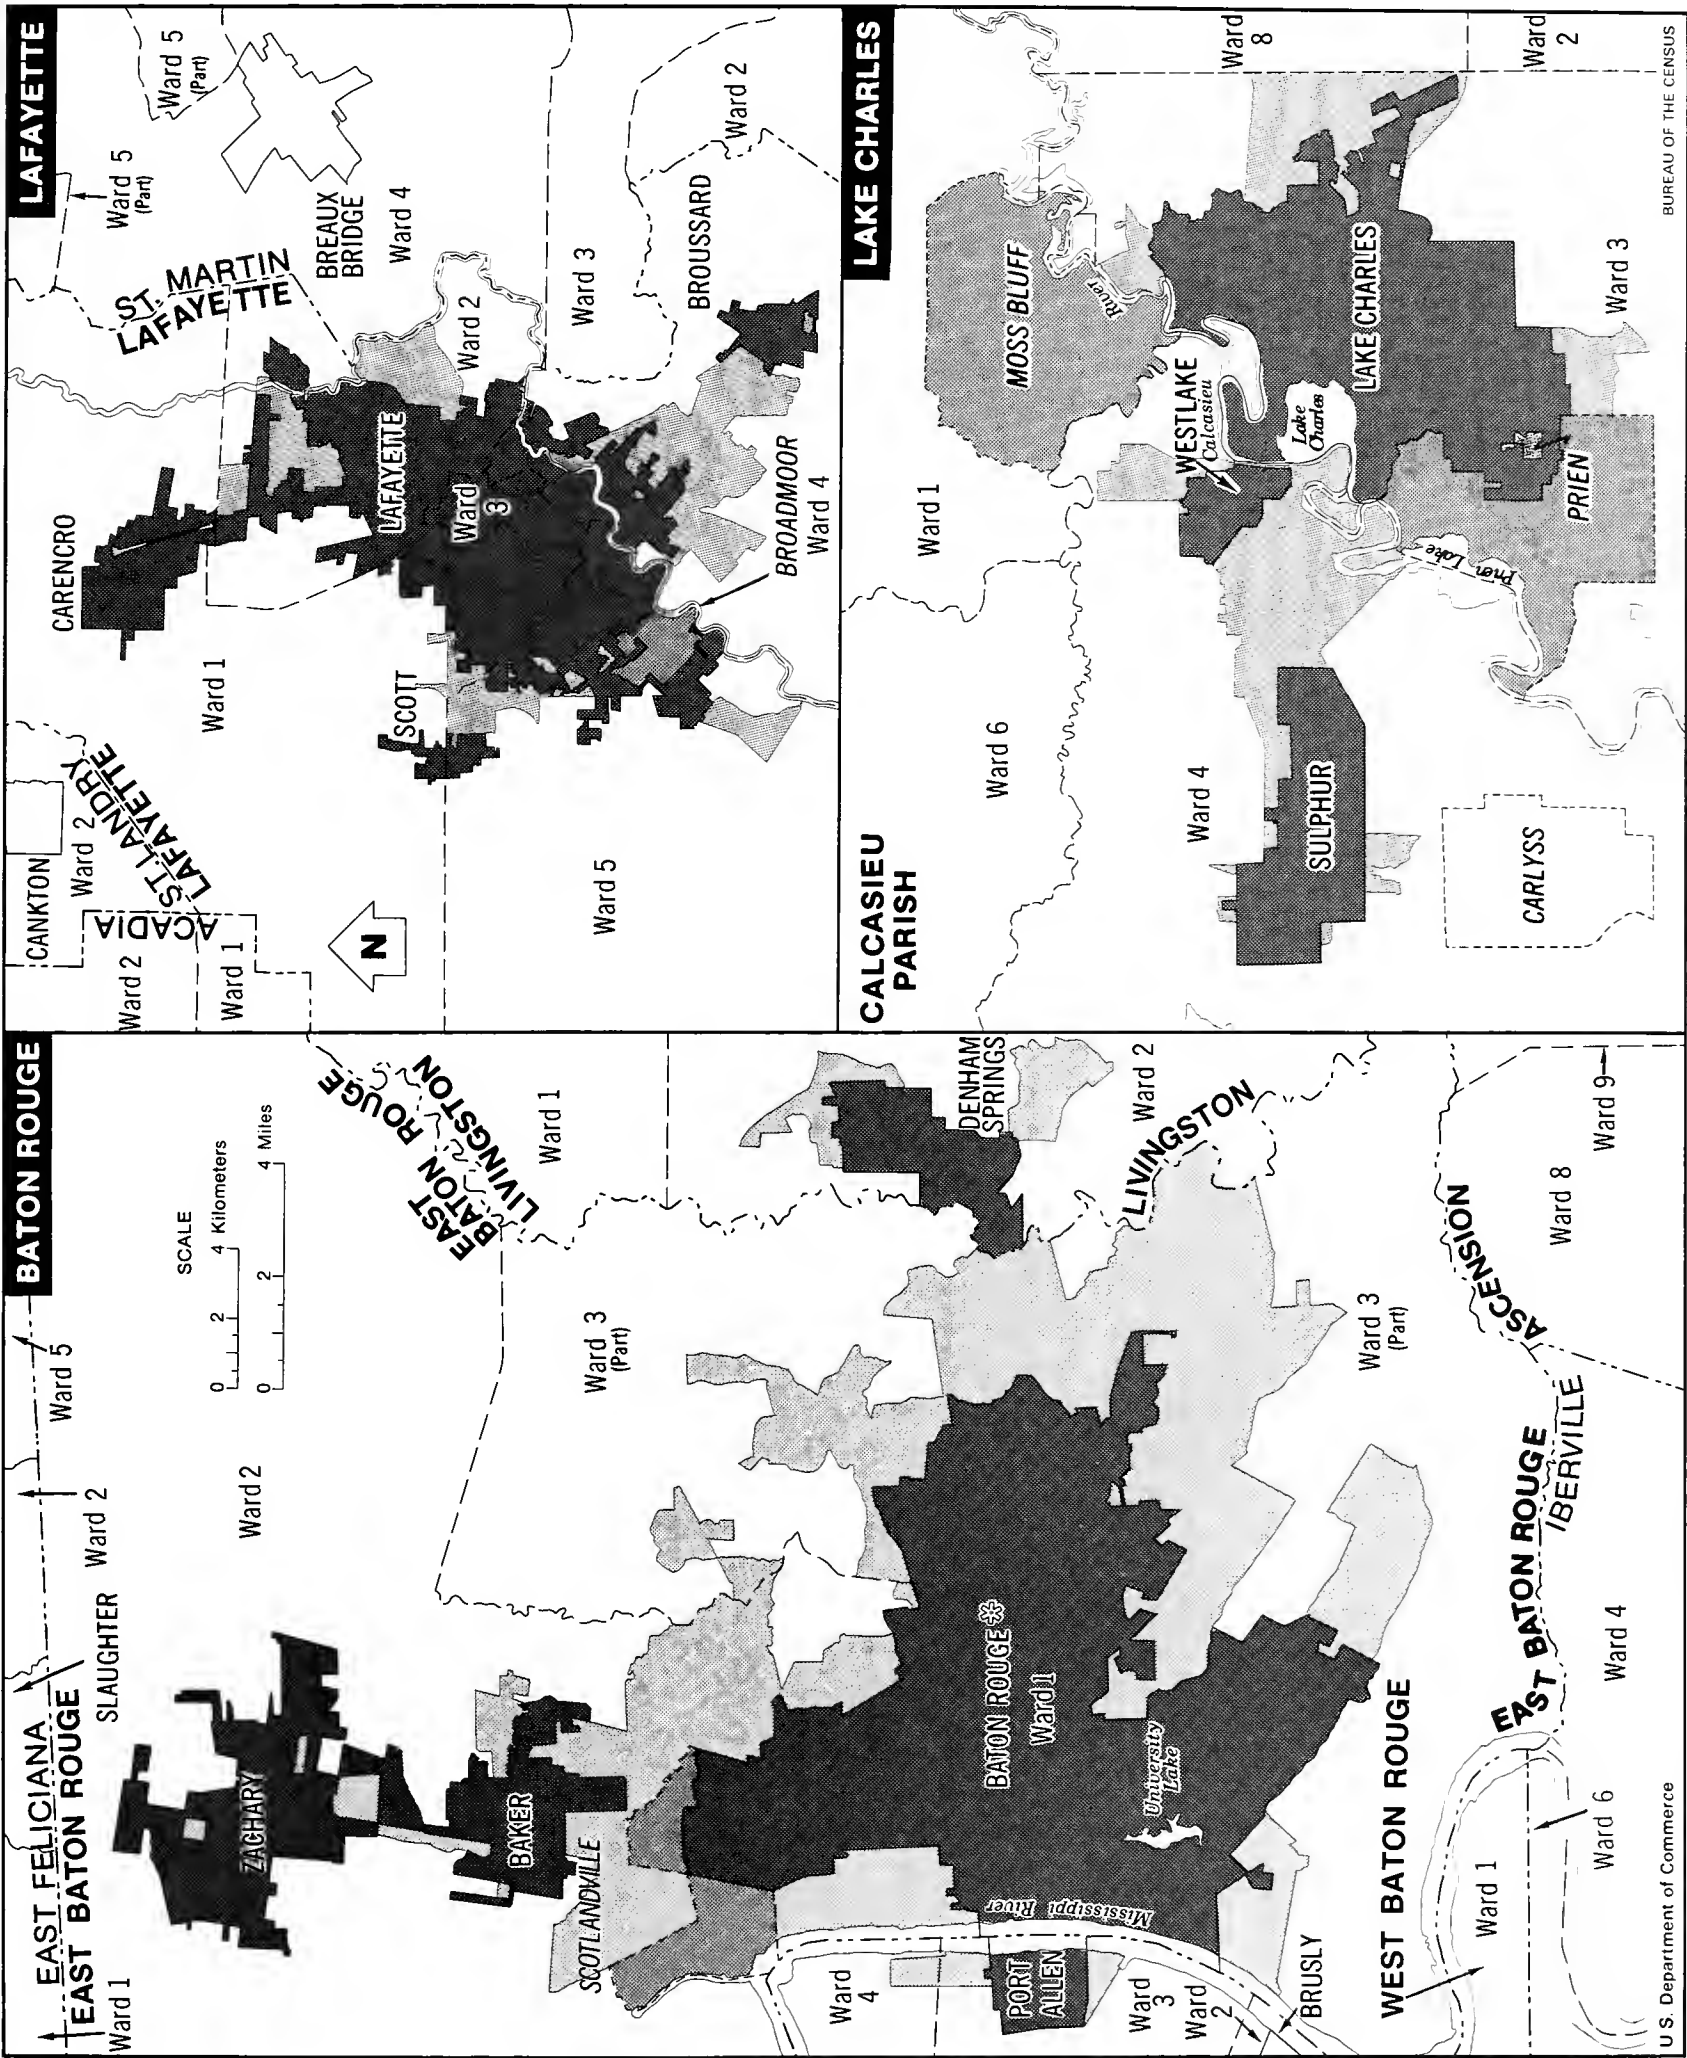 BATON ROUGE
EAST FELICIANA
EAST BATON ROUGE
Ward 1
SLAUGHTER
Ward 2
Ward 5
SCALE
0 2 4 Kilometers
0 2 4 Miles
ZACHARY
Ward 2
EAST
BATON ROUGE
LIVINGSTON
BAKER
Ward 1
SCOTLANDVILLE
Ward 3
(Part)
DENHAM
SPRINGS
Ward
4
PORT
ALLEN
Mississippi
River
BATON ROUGE*
Ward 1
University
Lake
Ward 2
LIVINGSTON
Ward
3
Ward
2
BRUSLY
Ward 3
(Part)
WEST BATON ROUGE
ASCENSION
EAST BATON ROUGE
IBERVILLE
Ward 1
Ward 6
Ward 4
Ward 8
Ward 9
U.S. Department of Commerce
LAFAYETTE
CANKTON
Ward 2
ST. LANDRY
LAFAYETTE
ACADIA
Ward 2
Ward 1
N
CARENCRO
Ward 1
ST. MARTIN
LAFAYETTE
Ward 5
(Part)
Ward 5
(Part)
BREAUX
BRIDGE
Ward 4
SCOTT
LAFAYETTE
Ward
3
Ward 2
Ward 3
Ward 5
BROUSSARD
Ward 2
BROADMOOR
Ward 4
LAKE CHARLES
CALCASIEU
PARISH
Ward 6
Ward 1
MOSS BLUFF
River
WESTLAKE
Calcasieu
Ward 4
Ward
8
Lake
Charles
LAKE CHARLES
SULPHUR
Prien Lake
CARLYSS
PRIEN
Ward 3
Ward
2
BUREAU OF THE CENSUS